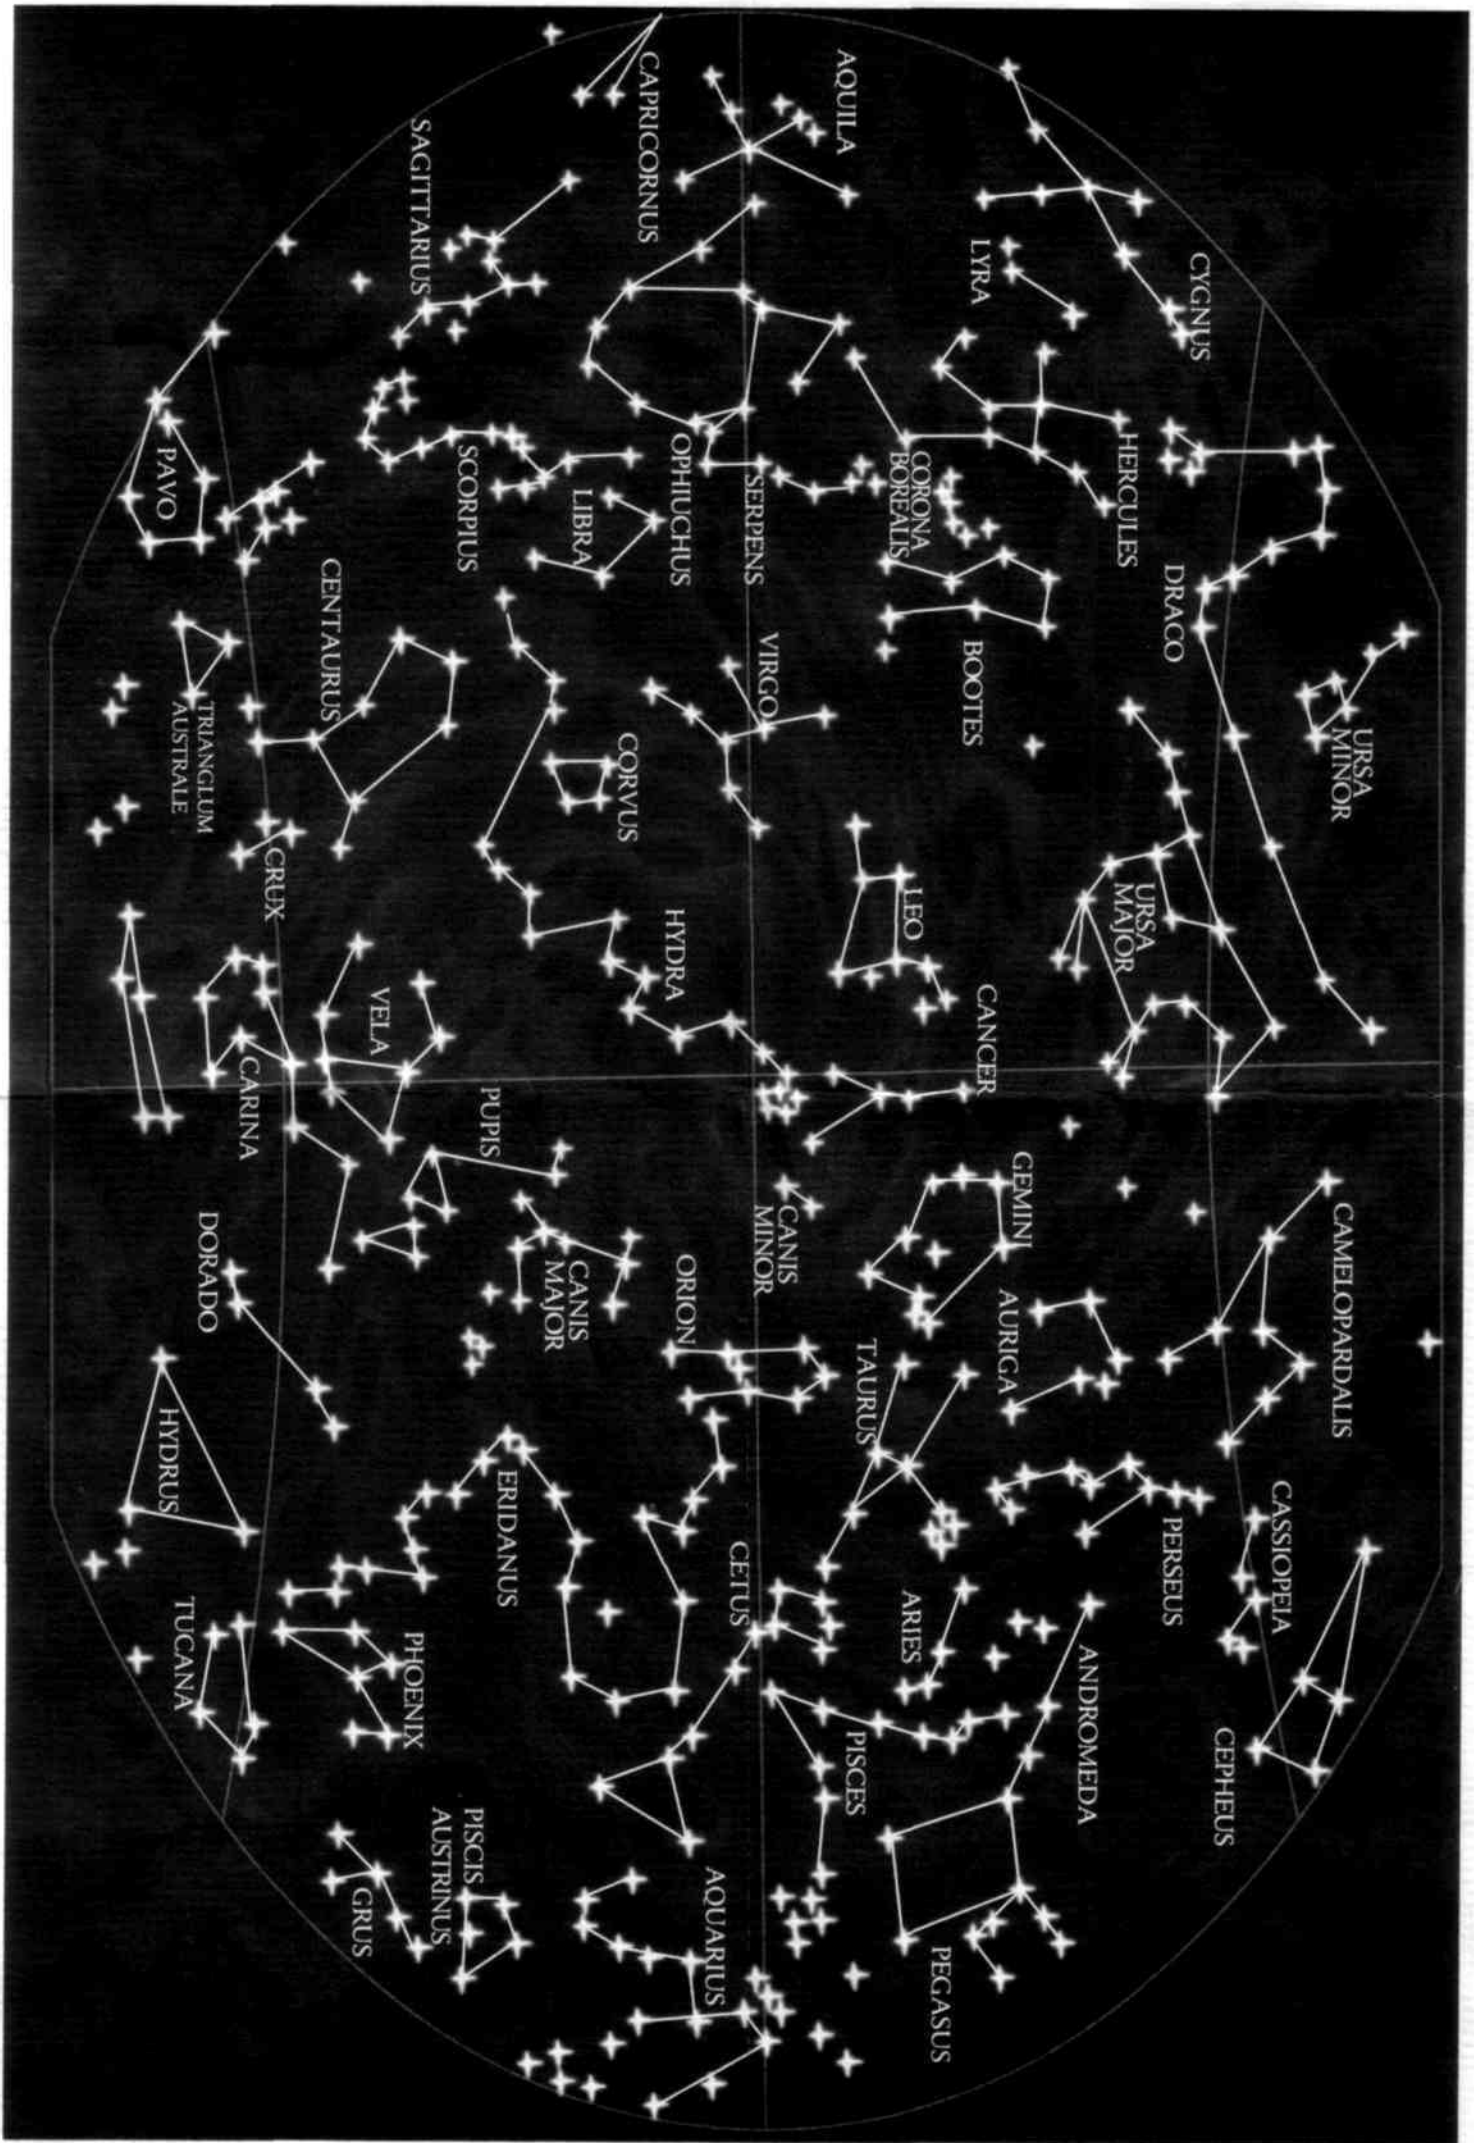 CYGNUS
AQUILA
LYRA
CAPRICORNUS
SAGITTARIUS
HERCULES
DRACO
CORONA
BOREALIS
SERPENS
OPHIUCHUS
LIBRA
SCORPIUS
PAVO
URSA
MINOR
BOOTES
VIRGO
CORVUS
CENTAURUS
TRIANGLUM
AUSTRALE
URSA
MAJOR
LEO
HYDRA
CRUX
CANCER
VELA
CARINA
PUPIS
CAMELOPARDALIS
GEMINI
AURIGA
CANIS
MINOR
ORION
CANIS
MAJOR
DORADO
TAURUS
HYDRUS
CASSIOPEIA
PERSEUS
ARIES
CETUS
ERIDANUS
PHOENIX
TUCANA
CEPHEUS
ANDROMEDA
PISCES
PEGASUS
AQUARIUS
PISCIS
AUSTRINUS
GRUS